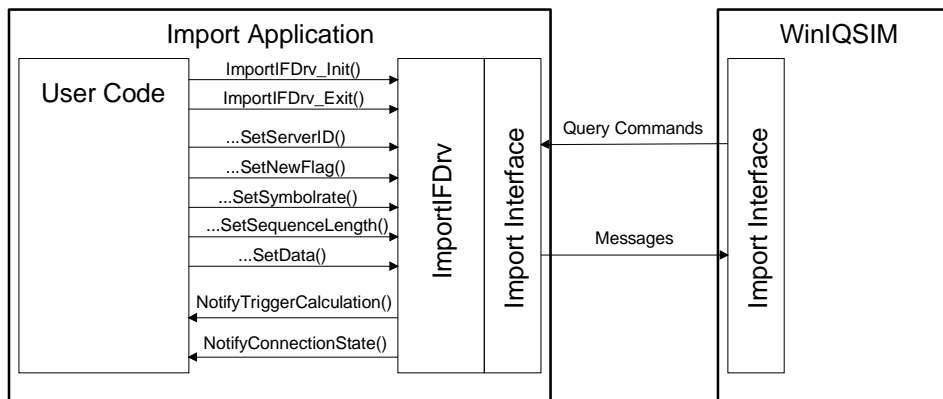 Import Application
WinIQSIM
User Code
ImportIFDrv_Init()
ImportIFDrv_Exit()
...SetServerID()
...SetNewFlag()
...SetSymbolrate()
...SetSequenceLength()
...SetData()
NotifyTriggerCalculation()
NotifyConnectionState()
ImportIFDrv
Import Interface
Query Commands
Messages
Import Interface